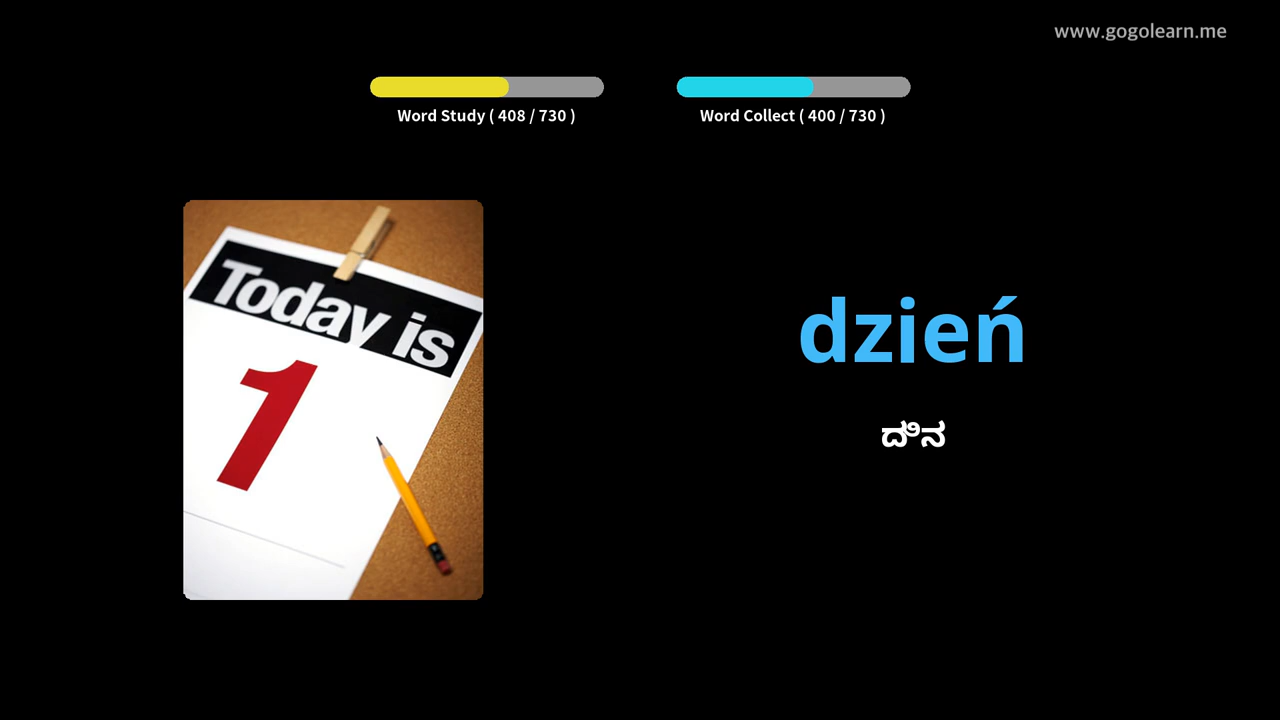 www.gogolearn.me
Word Study ( 408 / 730 )
Word Collect ( 400 / 730 )
Today is
1
dzień
ದಿನ